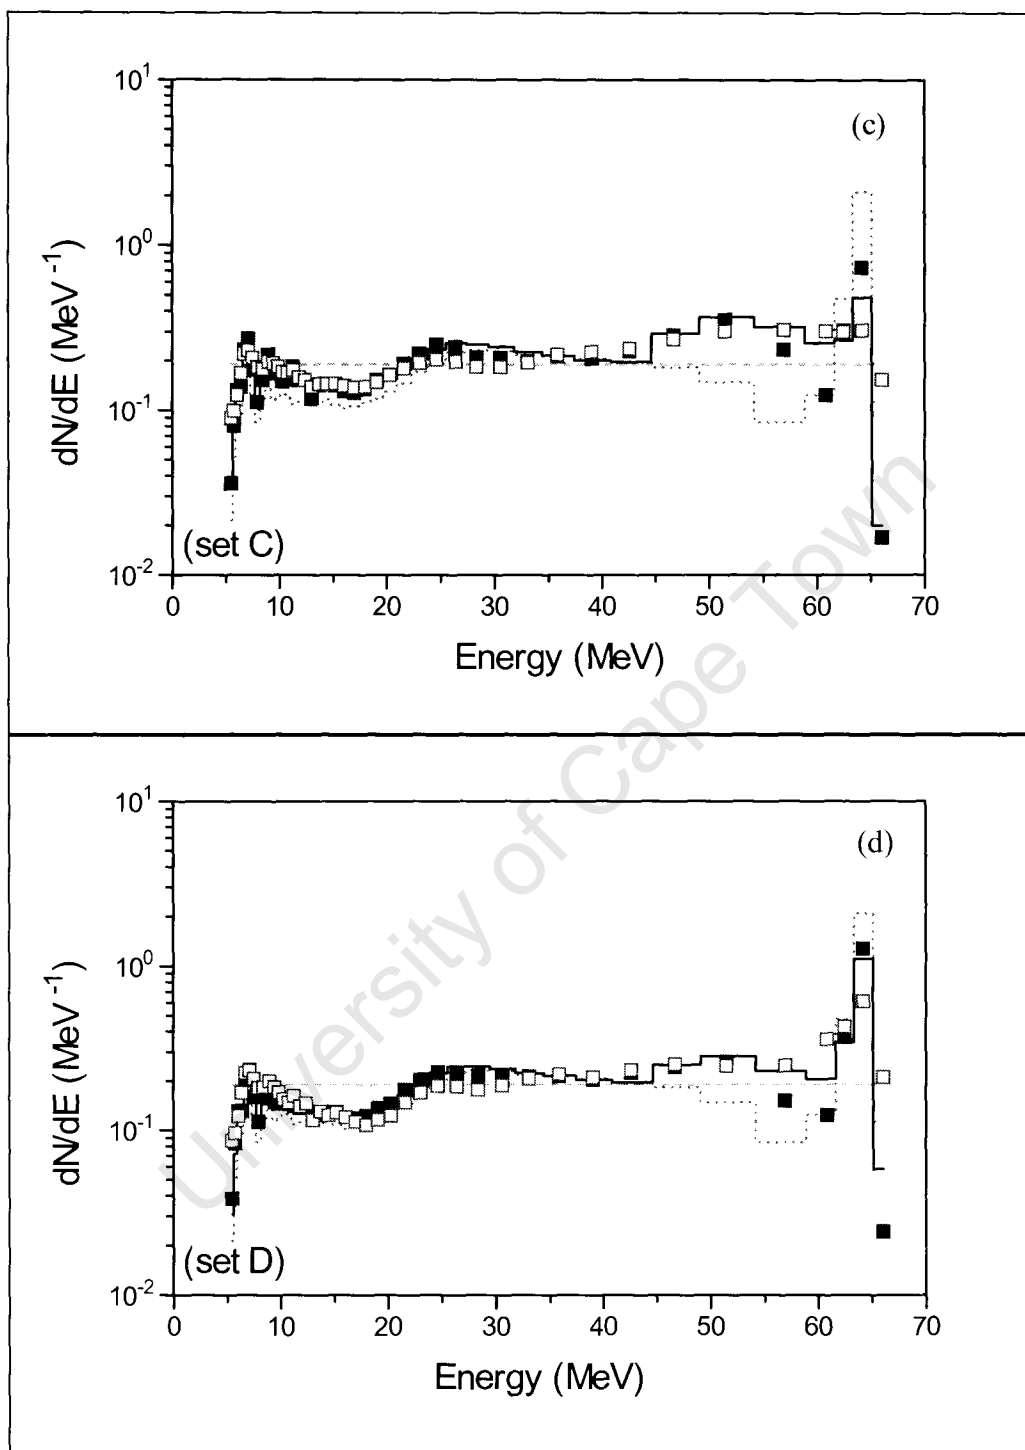 (c)
10^1
10^0
10^-1
10^-2
dN/dE (MeV^-1)
(set C)
0 10 20 30 40 50 60 70
Energy (MeV)
University of Cape Town
(d)
10^1
10^0
10^-1
10^-2
dN/dE (MeV^-1)
(set D)
0 10 20 30 40 50 60 70
Energy (MeV)